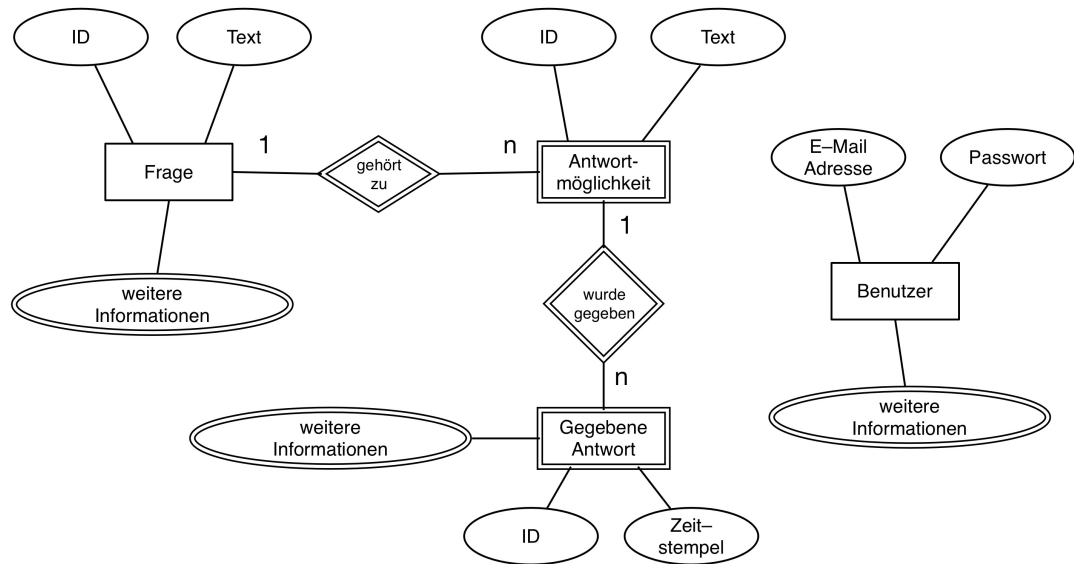 ID
Text
ID
Text
Frage
1
gehört
zu
n
Antwort-
möglichkeit
E–Mail
Adresse
Passwort
1
weitere
Informationen
wurde
gegeben
Benutzer
n
weitere
Informationen
Gegebene
Antwort
weitere
Informationen
ID
Zeit–
stempel